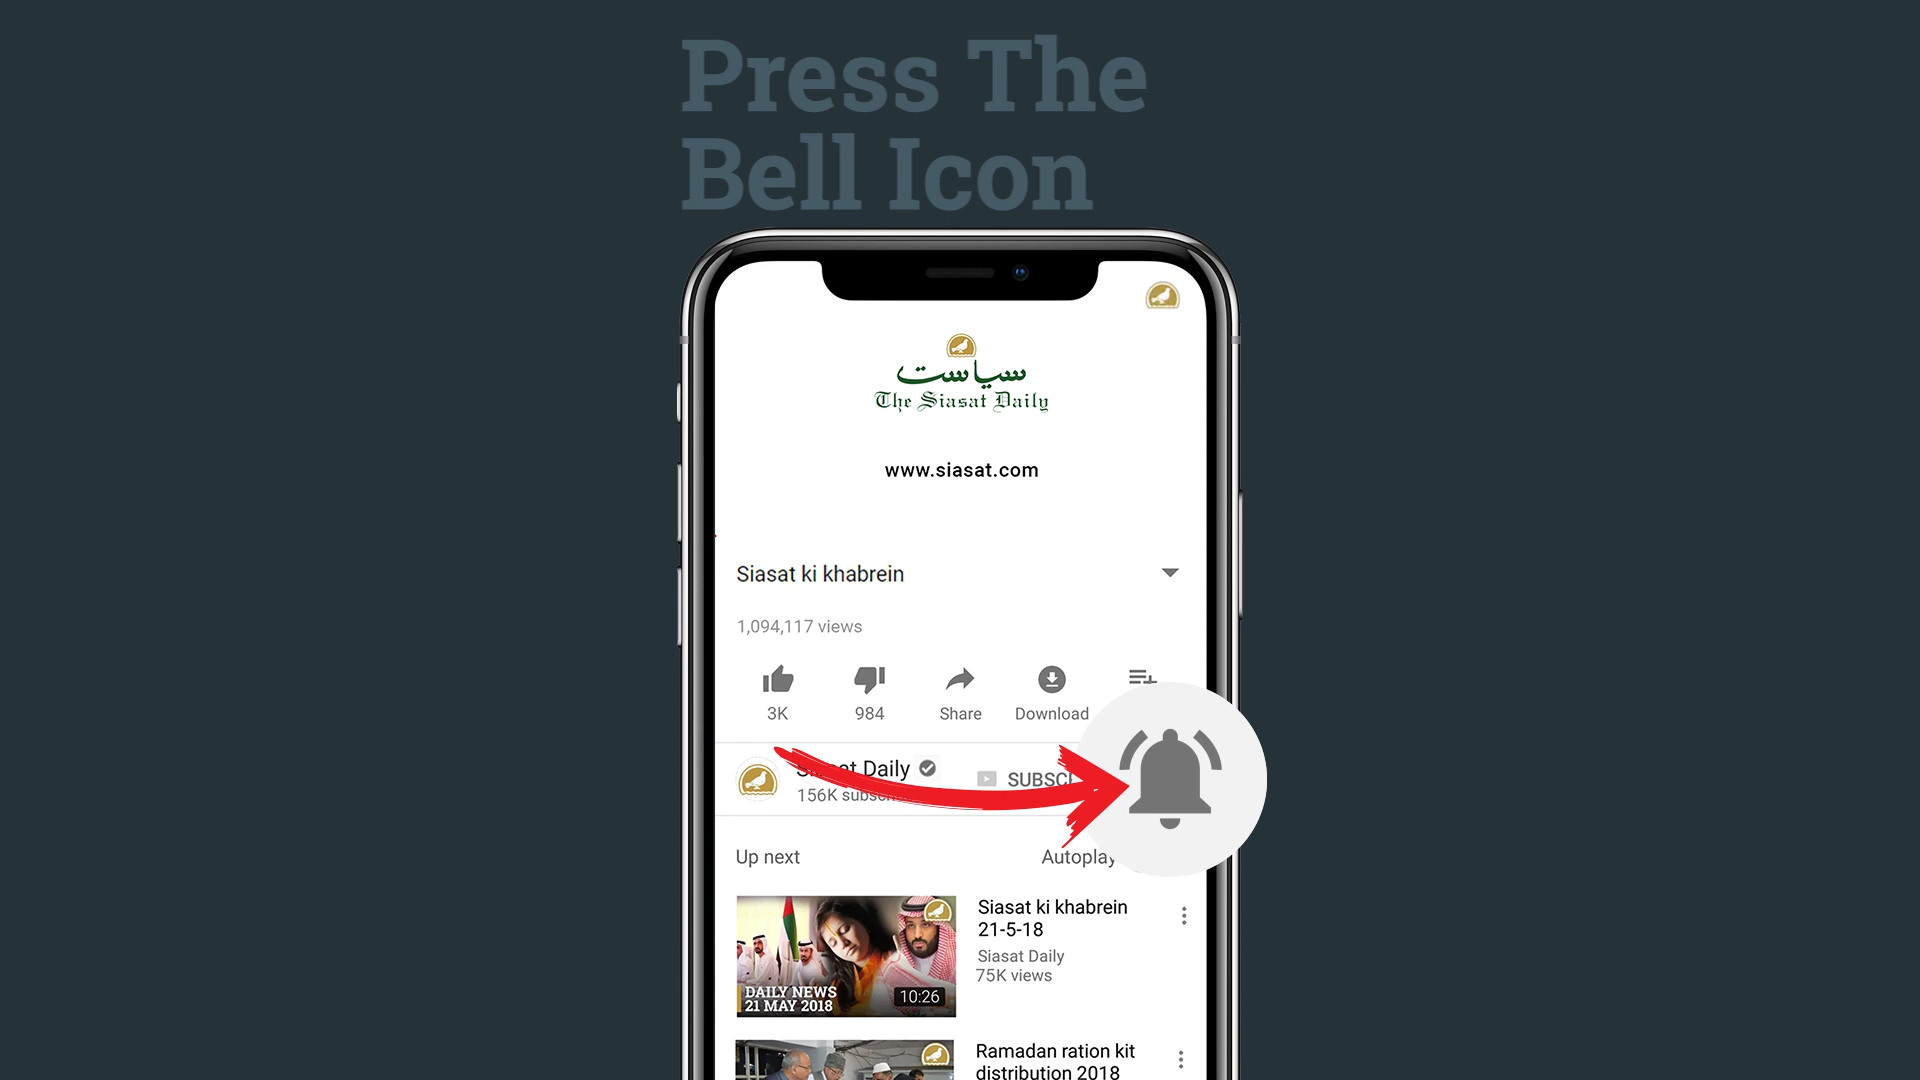 Press The
Bell Icon
سیاست
The Siasat Daily
www.siasat.com
Siasat ki khabrein
1,094,117 views
3K
984
Share
Download
Daily
156K
Up next
Autoplay
Siasat ki khabrein
21-5-18
Siasat Daily
75K views
DAILY NEWS
21 MAY 2018
10:26
Ramadan ration kit
distribution 2018